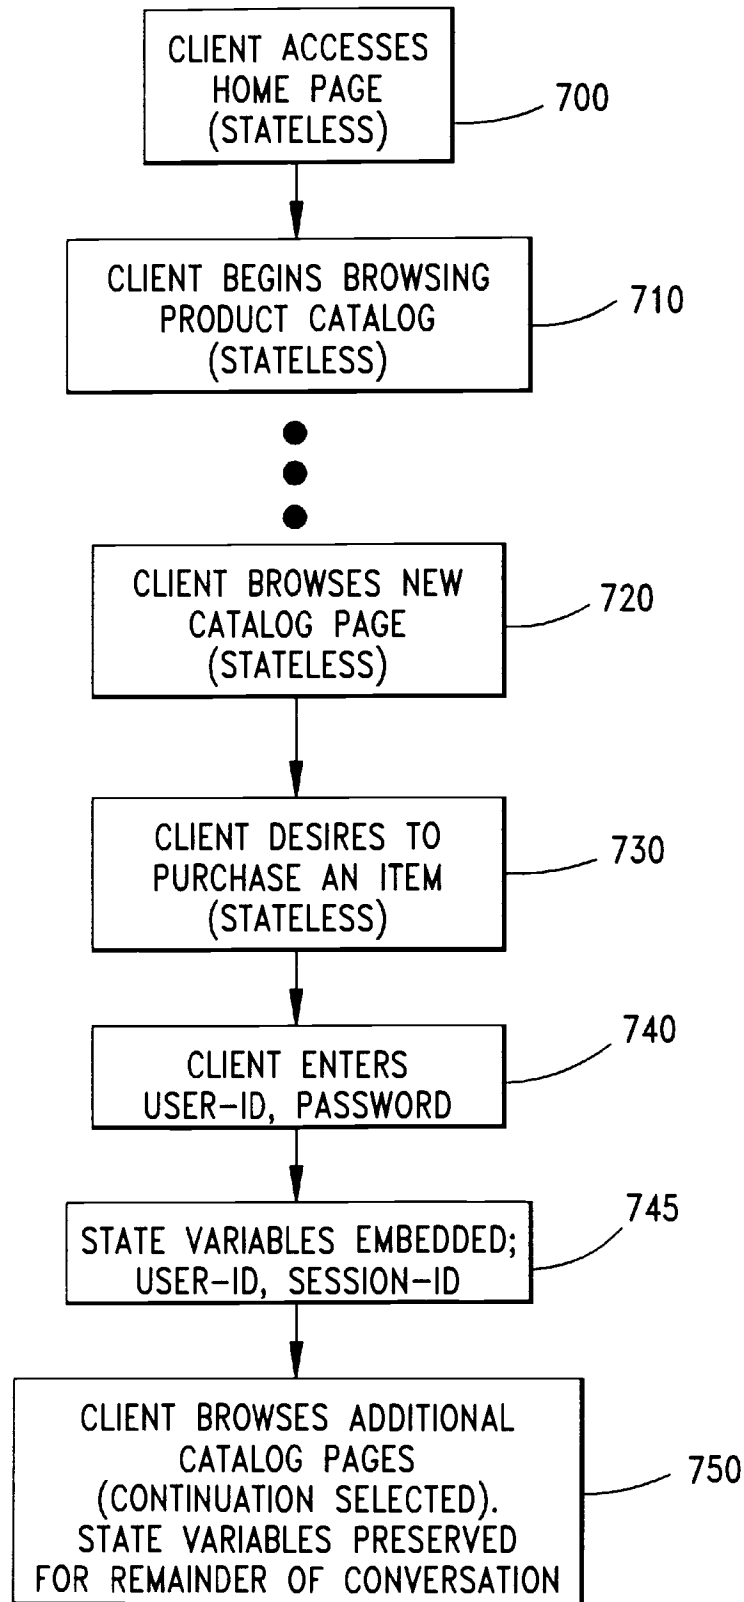 CLIENT ACCESSES
HOME PAGE
(STATELESS)
700
CLIENT BEGINS BROWSING
PRODUCT CATALOG
(STATELESS)
710
CLIENT BROWSES NEW
CATALOG PAGE
(STATELESS)
720
CLIENT DESIRES TO
PURCHASE AN ITEM
(STATELESS)
730
CLIENT ENTERS
USER-ID, PASSWORD
740
STATE VARIABLES EMBEDDED;
USER-ID, SESSION-ID
745
CLIENT BROWSES ADDITIONAL
CATALOG PAGES
(CONTINUATION SELECTED).
STATE VARIABLES PRESERVED
FOR REMAINDER OF CONVERSATION
750